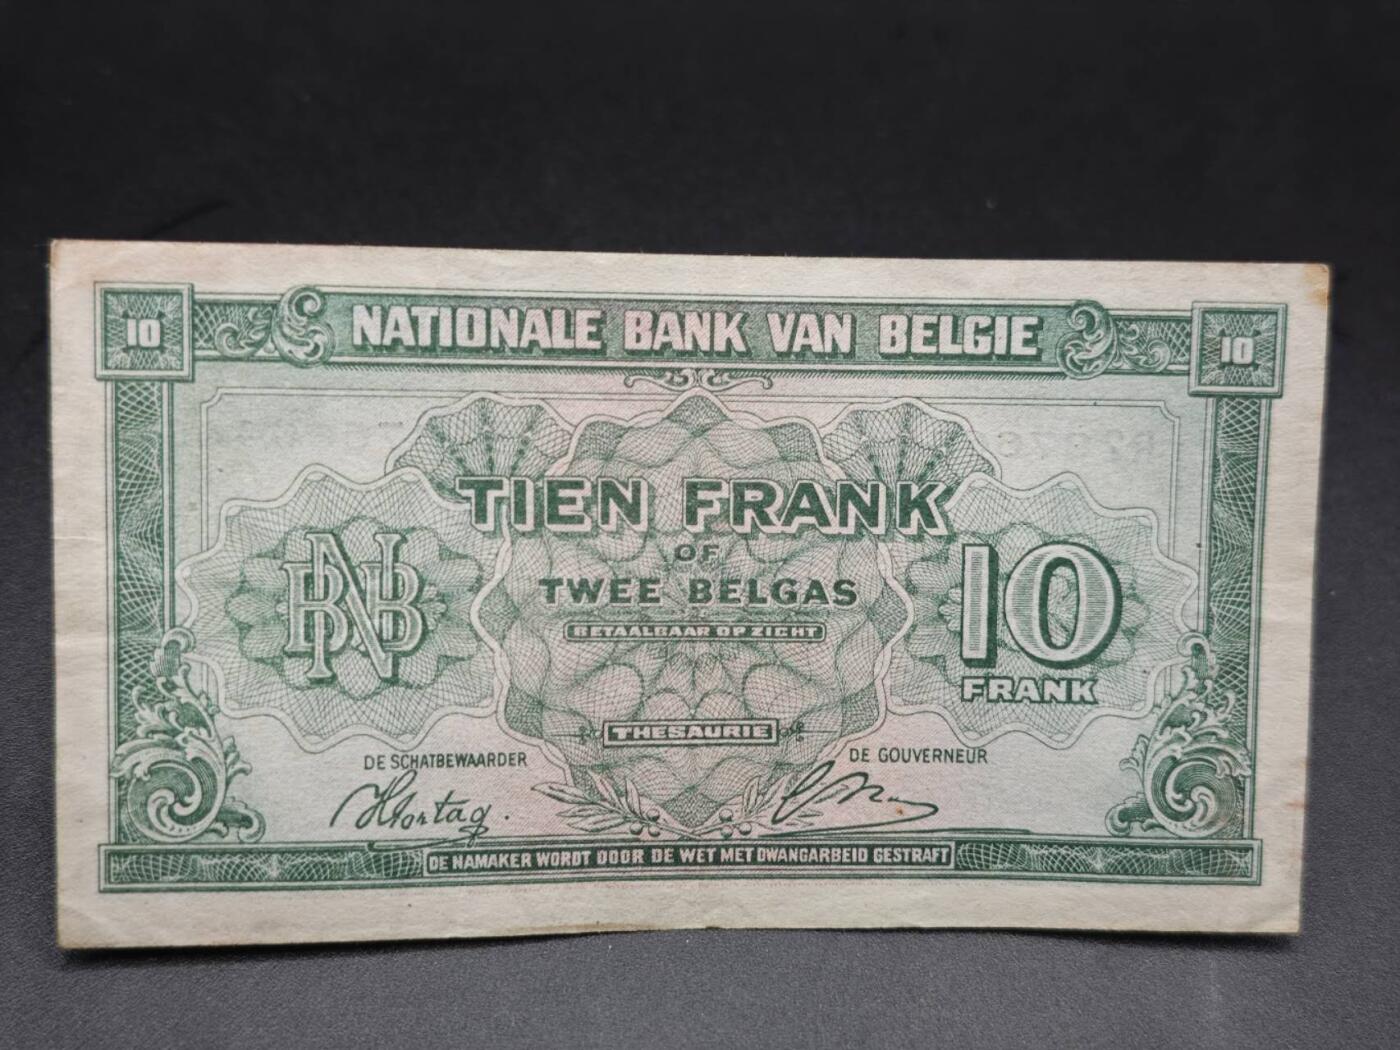 10 NATIONALE BANK VAN BELGIE 10
TIEN FRANK
OF
TWEE BELGAS
BETAALBAAR OP ZICHT
BNB
10
FRANK
THESAURIE
DE SCHATBEWAARDER
DE GOUVERNEUR
DE NAMAKER WORDT DOOR DE WET MET DWANGARBEID GESTRAFT